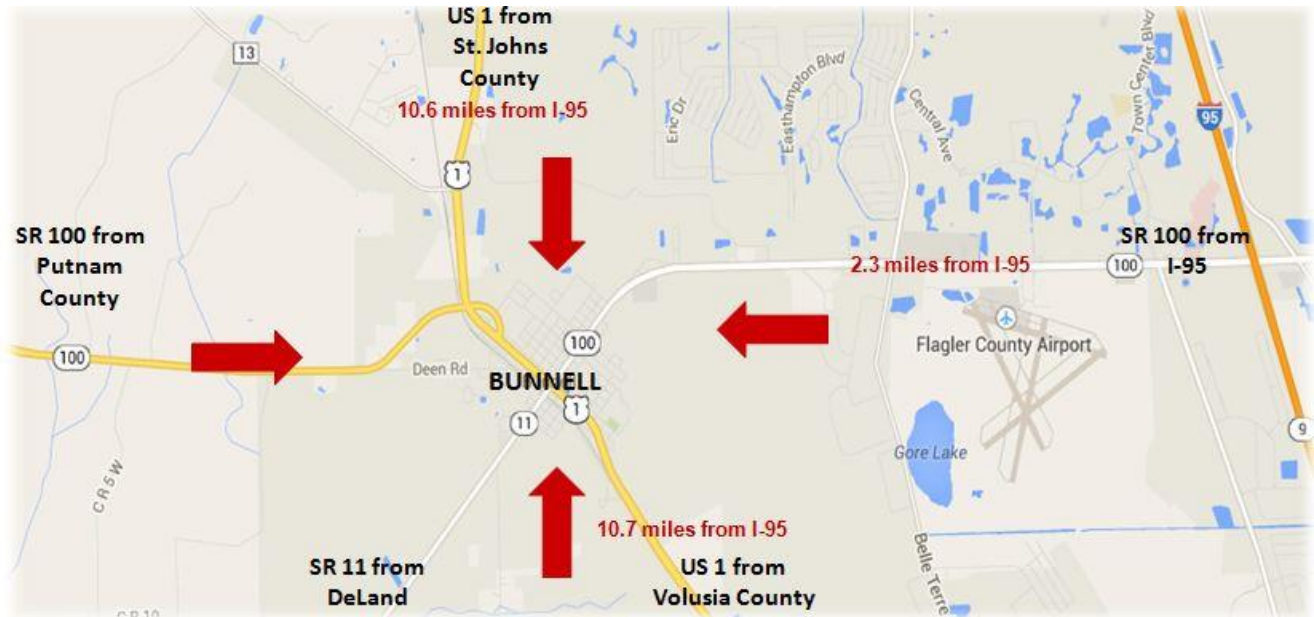 US 1 from
St. Johns
County
10.6 miles from I-95
13
Eric Dr
Easthampton Blvd
Central Ave
Town Center Blvd
95
1
SR 100 from
Putnam
County
SR 100 from
I-95
2.3 miles from I-95
100
100
100
Flagler County Airport
Deen Rd
BUNNELL
1
11
9
Gore Lake
CR 5 W
10.7 miles from I-95
SR 11 from
DeLand
US 1 from
Volusia County
Belle Terre
CR 10